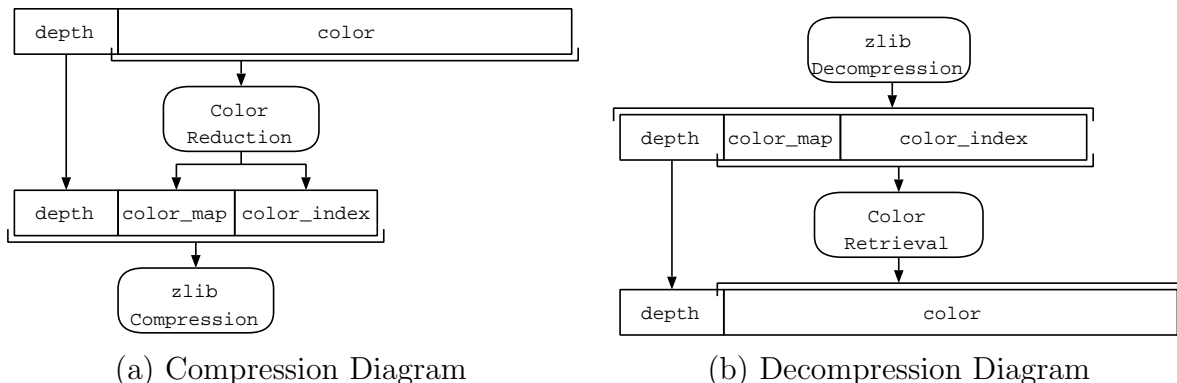 depth color
Color
Reduction
depth color_map color_index
zlib
Compression
(a) Compression Diagram
zlib
Decompression
depth color_map color_index
Color
Retrieval
depth color
(b) Decompression Diagram